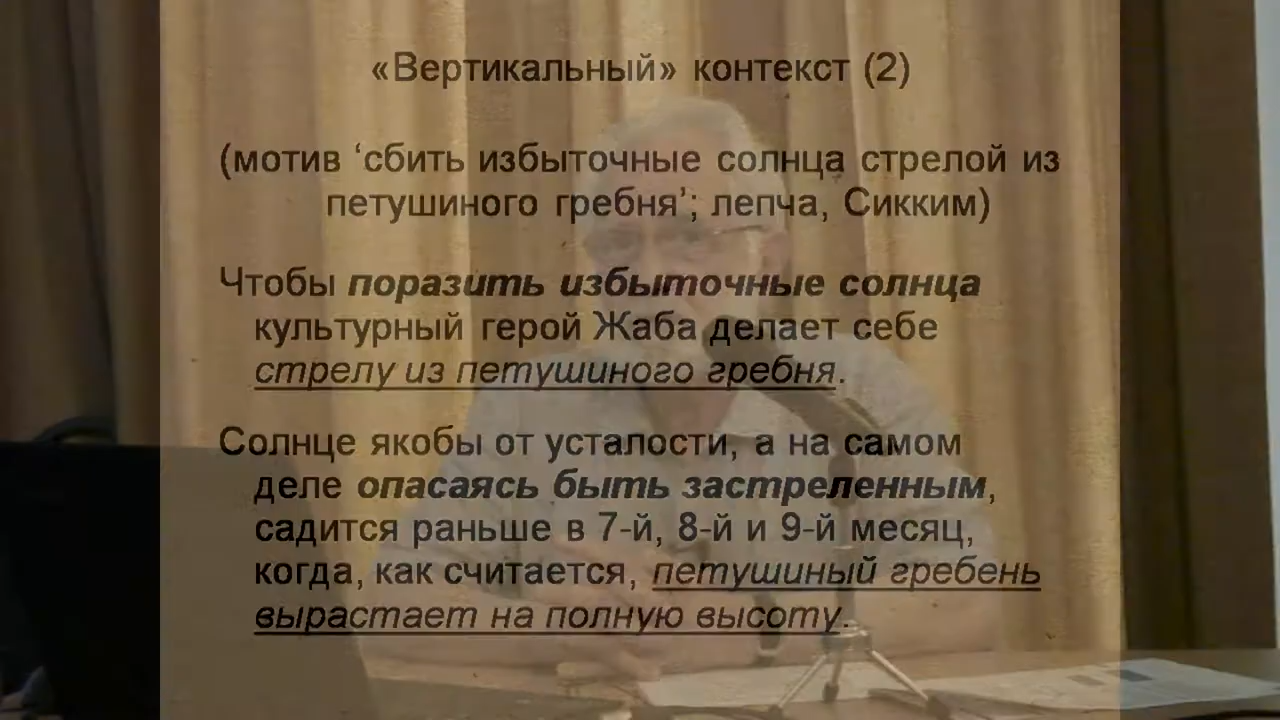 «Вертикальный» контекст (2)
(мотив ‘сбить избыточные солнца стрелой из
петушиного гребня’; лепча, Сикким)
Чтобы поразить избыточные солнца
культурный герой Жаба делает себе
стрелу из петушиного гребня.
Солнце якобы от усталости, а на самом
деле опасаясь быть застреленным,
садится раньше в 7-й, 8-й и 9-й месяц,
когда, как считается, петушиный гребень
вырастает на полную высоту.